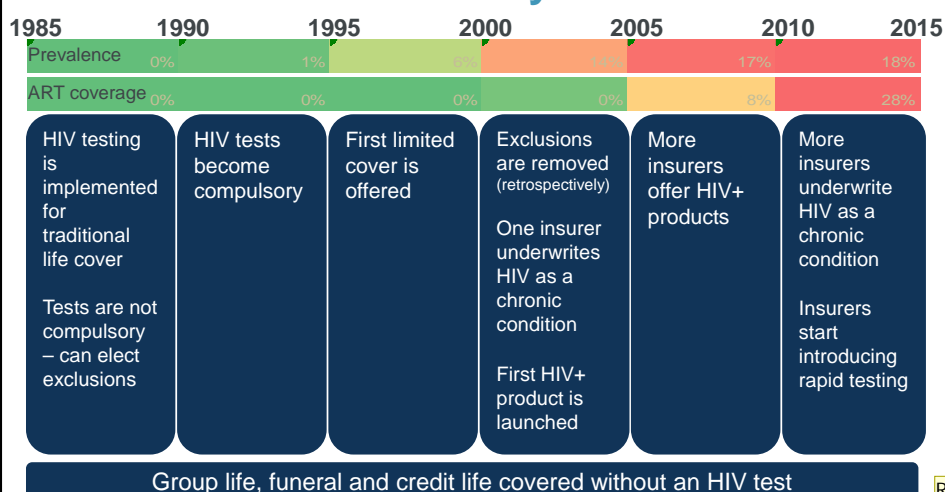 1985 1990 1995 2000 2005 2010 2015
Prevalence 0% 1% 6% 17% 18%
ART coverage 0% 0% 0% 0% 8% 28%
HIV testing
is
implemented
for
traditional
life cover
Tests are not
compulsory
– can elect
exclusions
HIV tests
become
compulsory
First limited
cover is
offered
Exclusions
are removed
(retrospectively)
One insurer
underwrites
HIV as a
chronic
condition
First HIV+
product is
launched
More
insurers
offer HIV+
products
More
insurers
underwrite
HIV as a
chronic
condition
Insurers
start
introducing
rapid testing
Group life, funeral and credit life covered without an HIV test